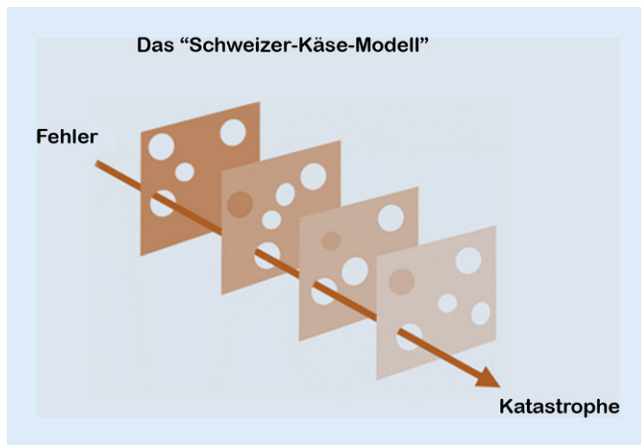 Das “Schweizer-Käse-Modell”
Fehler
Katastrophe